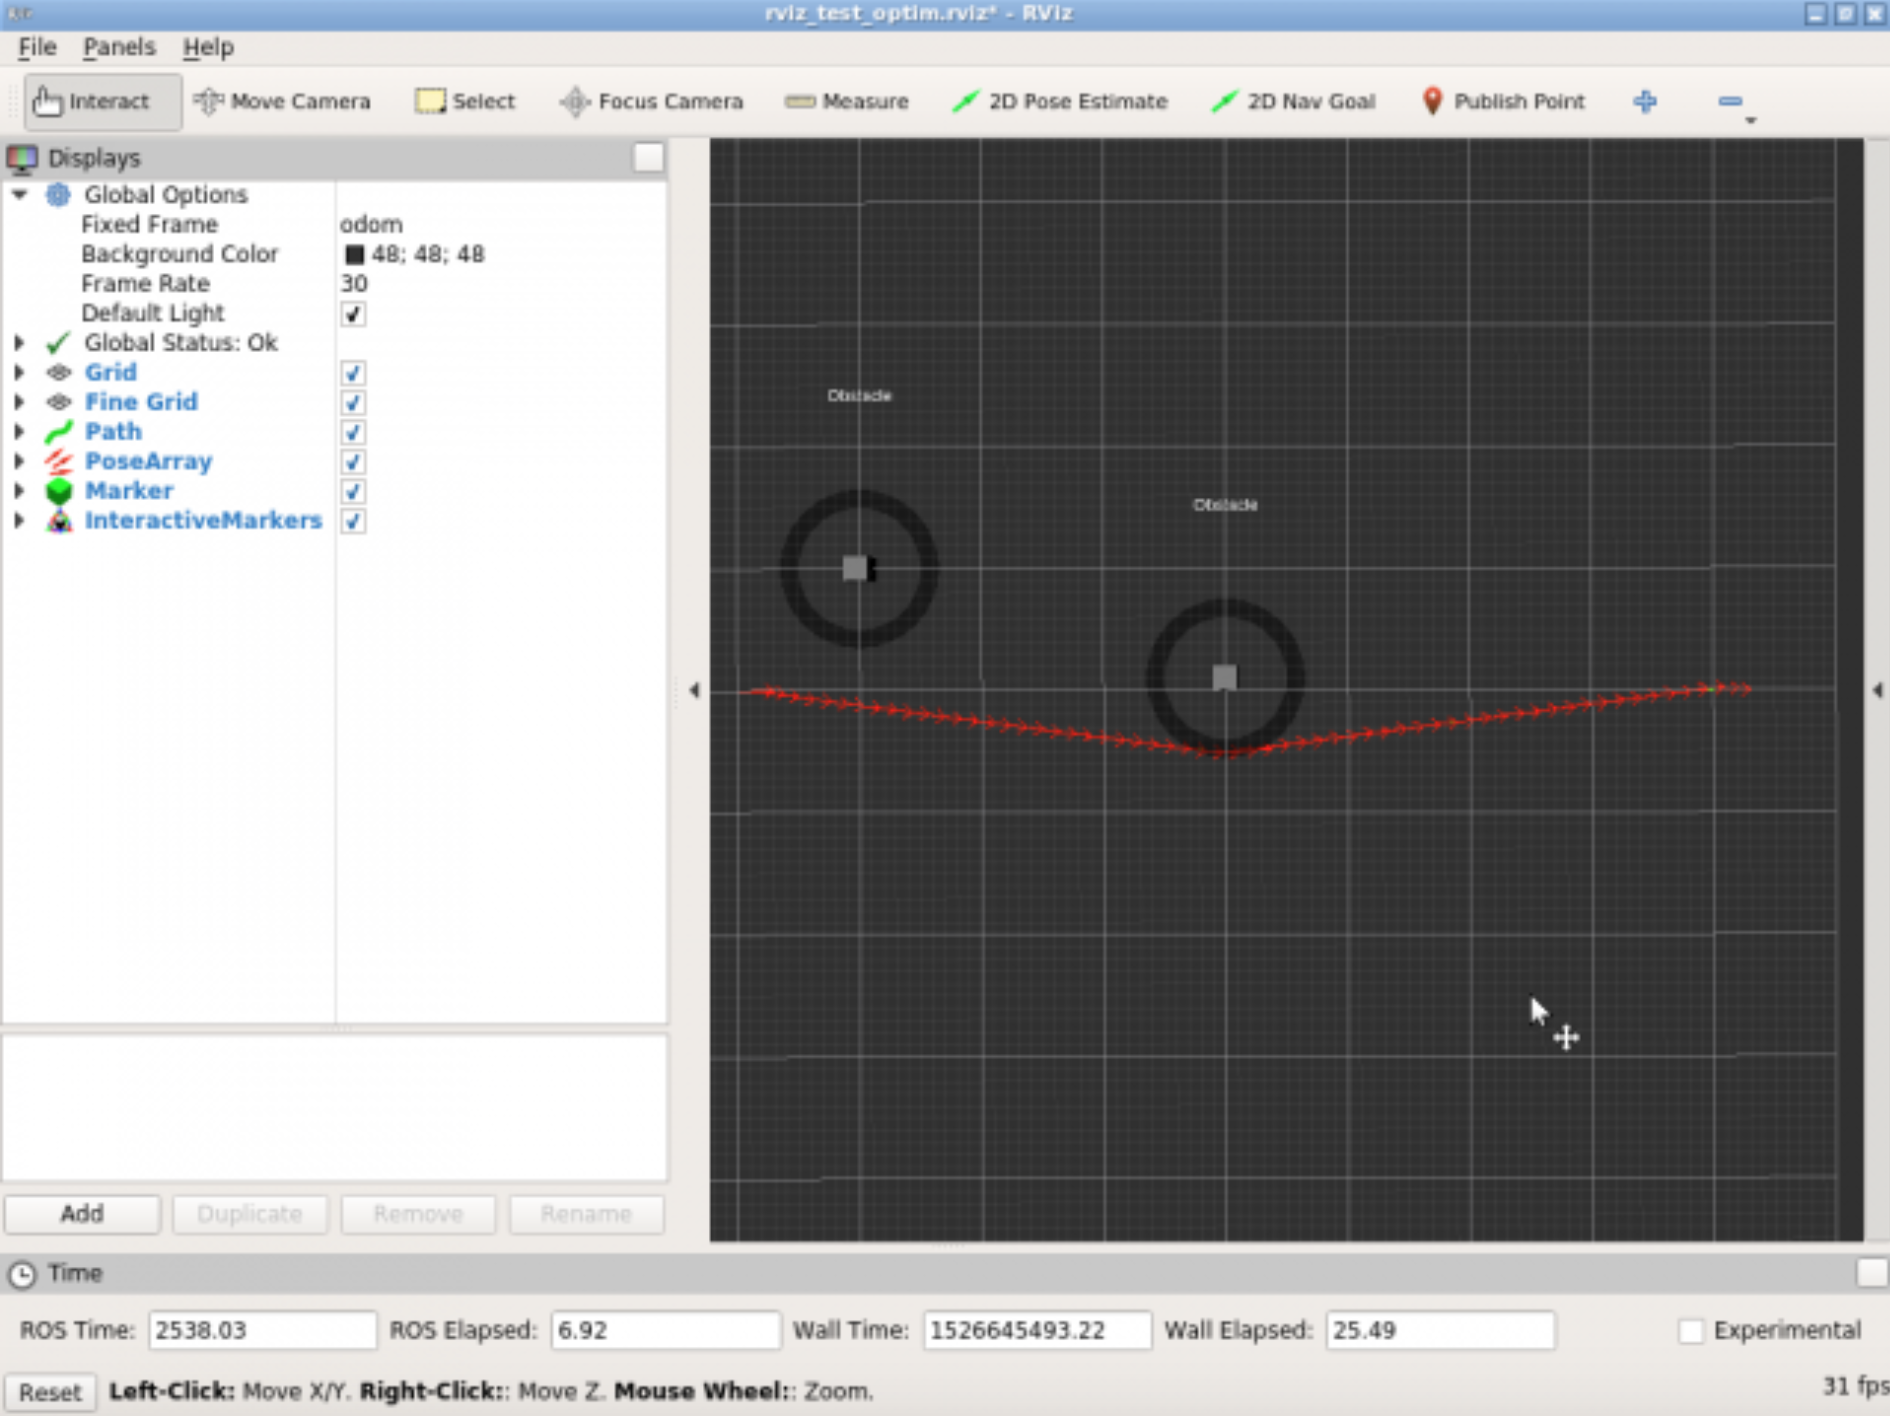 rviz_test_optim.rviz* - RViz
File Panels Help
Interact Move Camera Select Focus Camera Measure 2D Pose Estimate 2D Nav Goal Publish Point
Displays
Global Options
Fixed Frame odom
Background Color 48; 48; 48
Frame Rate 30
Default Light
Global Status: Ok
Grid
Fine Grid
Path
PoseArray
Marker
InteractiveMarkers
Obstacle
Obstacle
Add Duplicate Remove Rename
Time
ROS Time: 2538.03 ROS Elapsed: 6.92 Wall Time: 1526645493.22 Wall Elapsed: 25.49 Experimental
Reset Left-Click: Move X/Y. Right-Click:: Move Z. Mouse Wheel:: Zoom. 31 fps